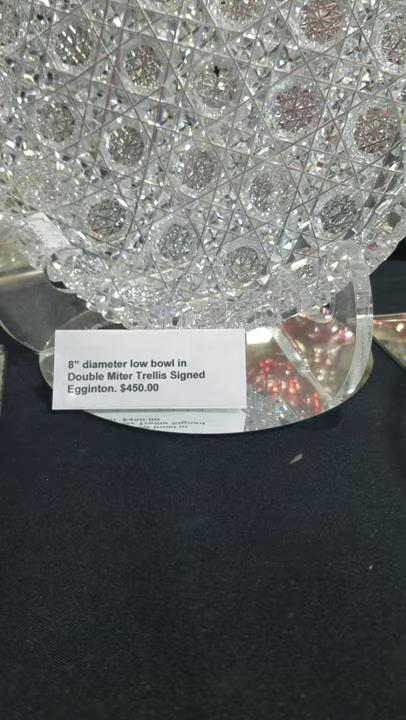 8” diameter low bowl in
Double Miter Trellis Signed
Egginton. $450.00